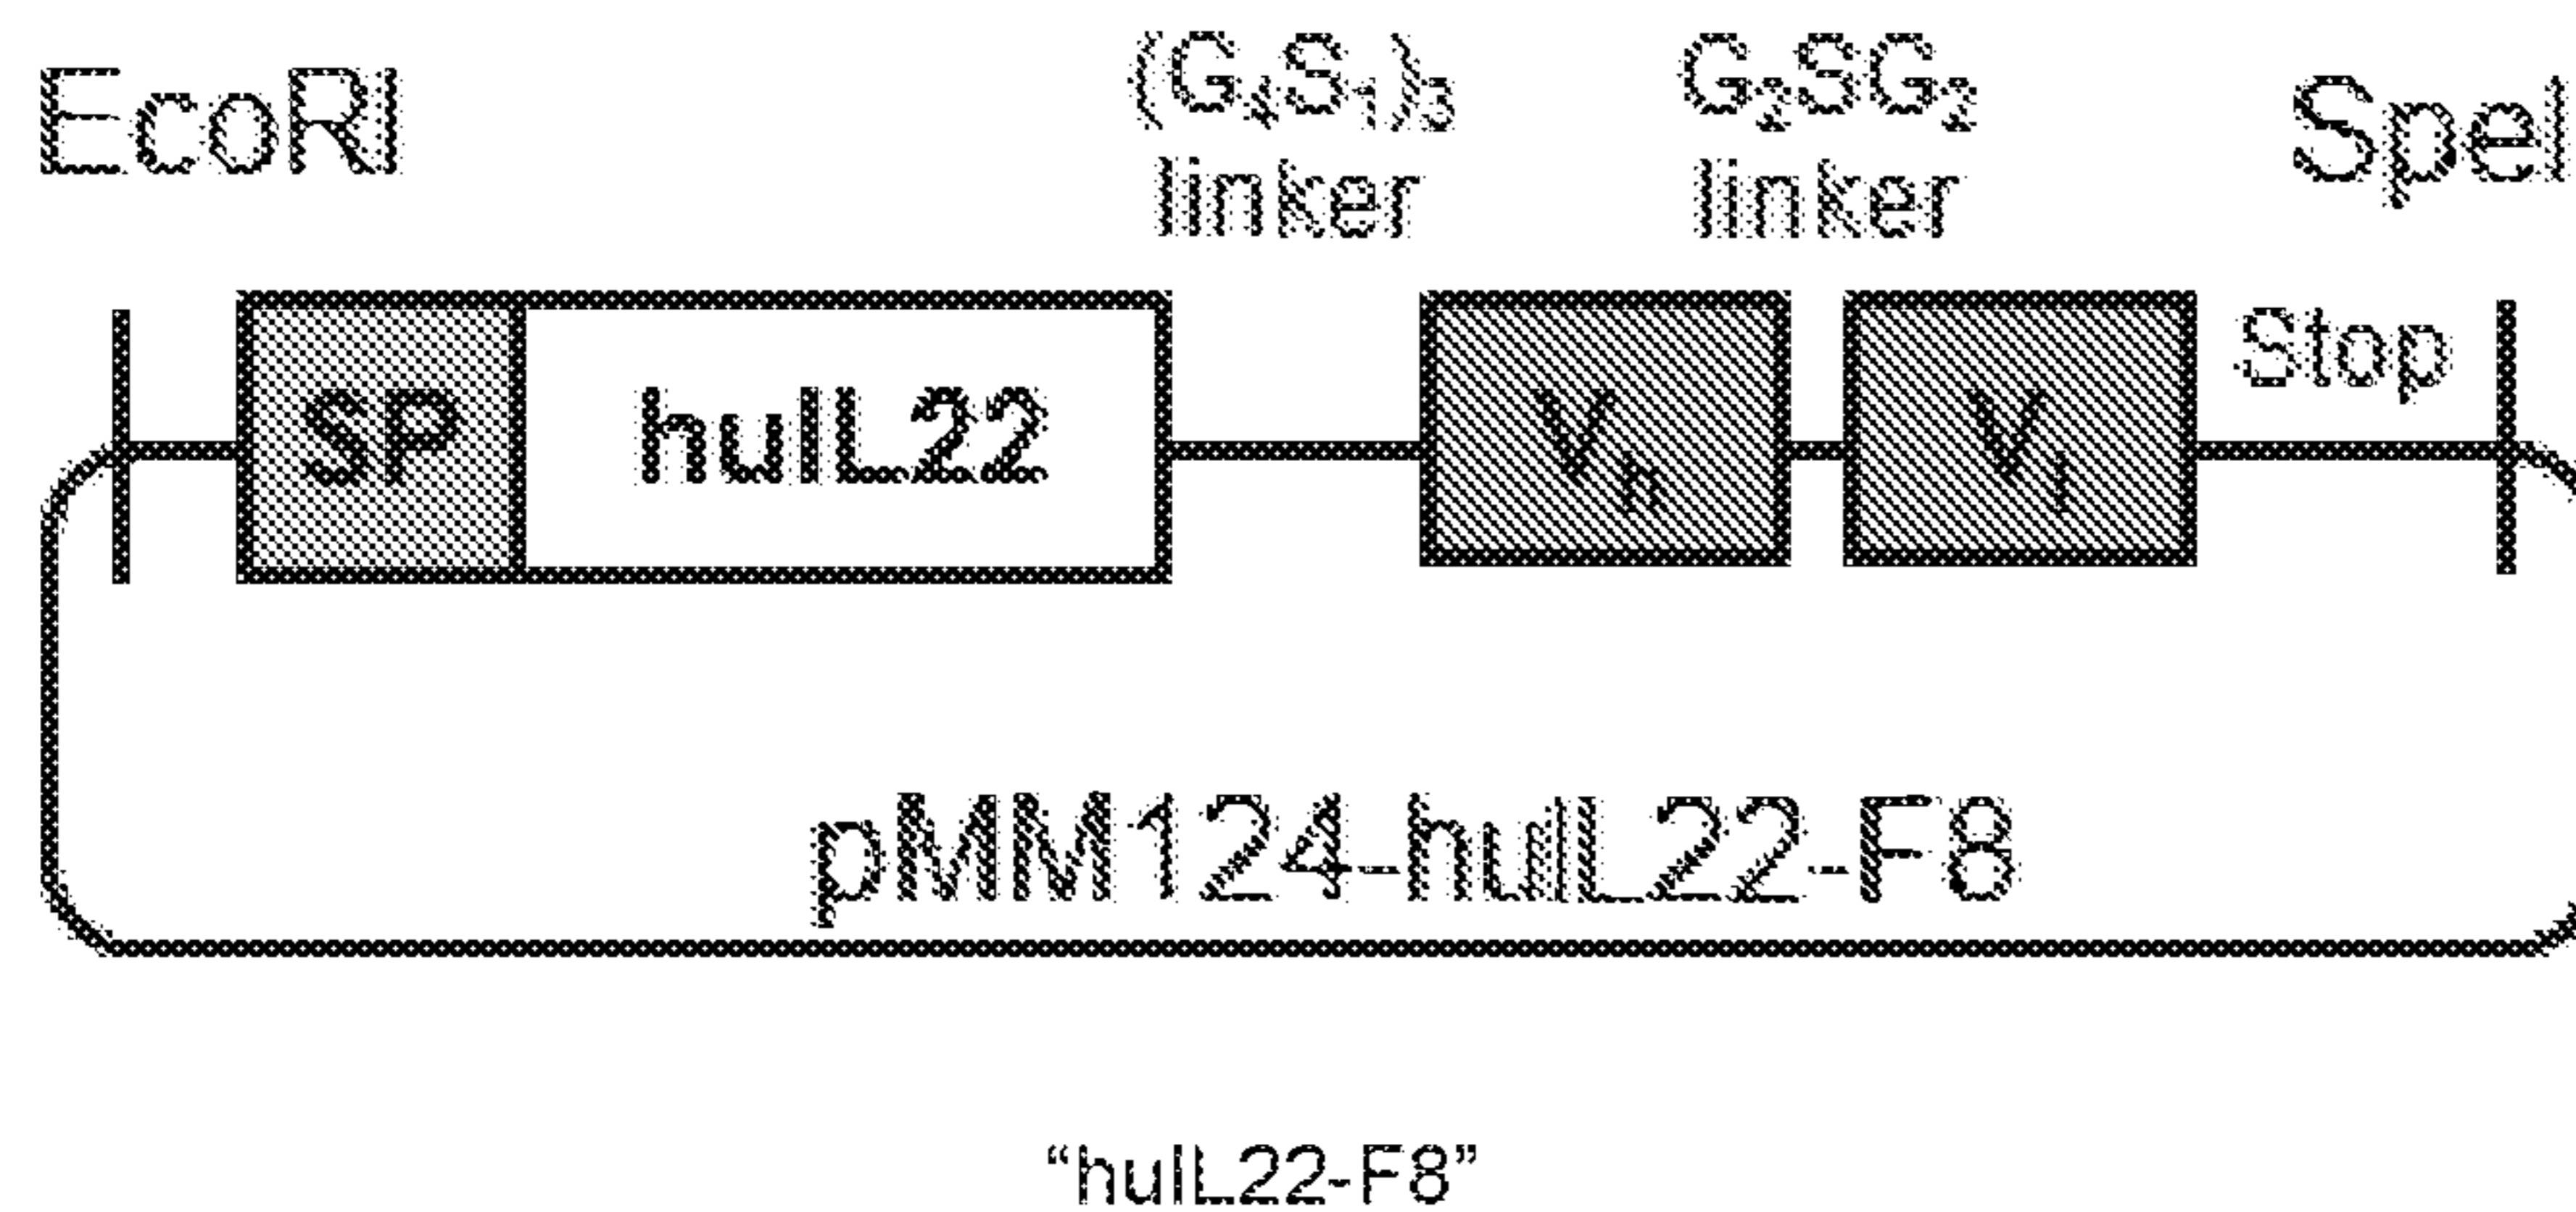 EcoRI
(G₄S₁)₃
linker
G₂SG₂
linker
SpeI
SP
huIL22
Vh
Vl
Stop
pMM124-huIL22-F8
“huIL22-F8”